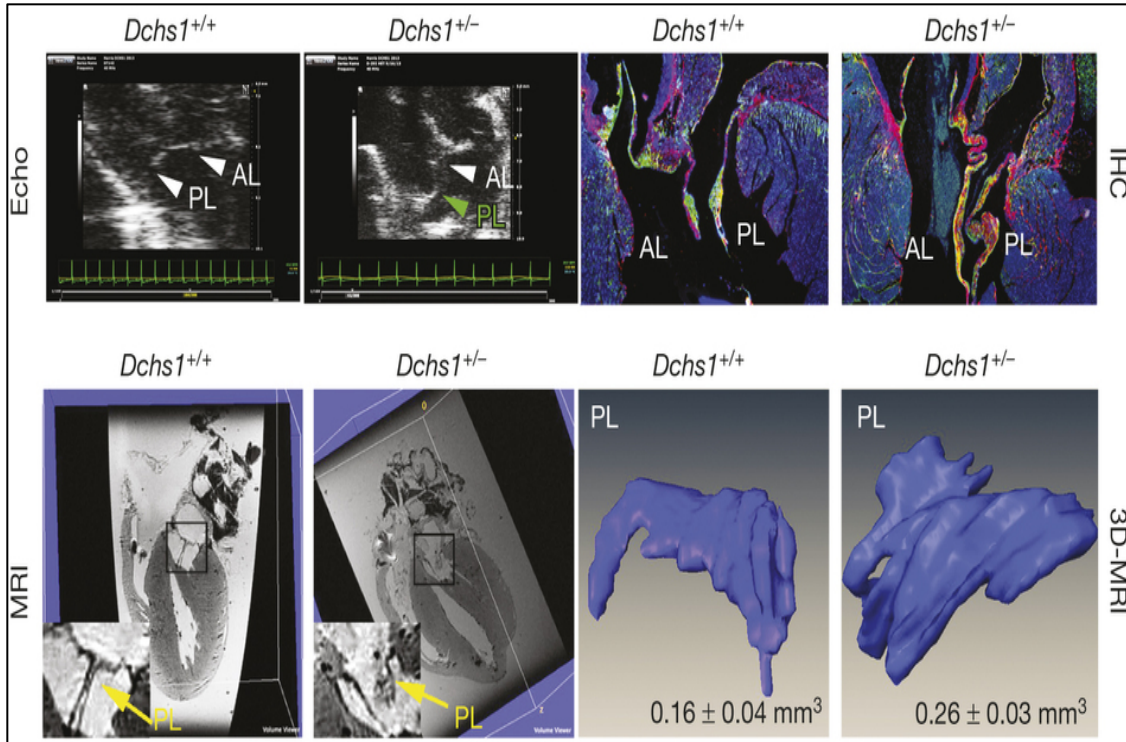 Dchs1+/+
Dchs1+/−
Dchs1+/+
Dchs1+/−
Echo
AL
PL
AL
PL
AL
PL
AL
PL
IHC
Dchs1+/+
Dchs1+/−
Dchs1+/+
Dchs1+/−
MRI
PL
Volume Viewer
0
z
PL
Volume Viewer
PL
0.16 ± 0.04 mm³
PL
0.26 ± 0.03 mm³
3D-MRI